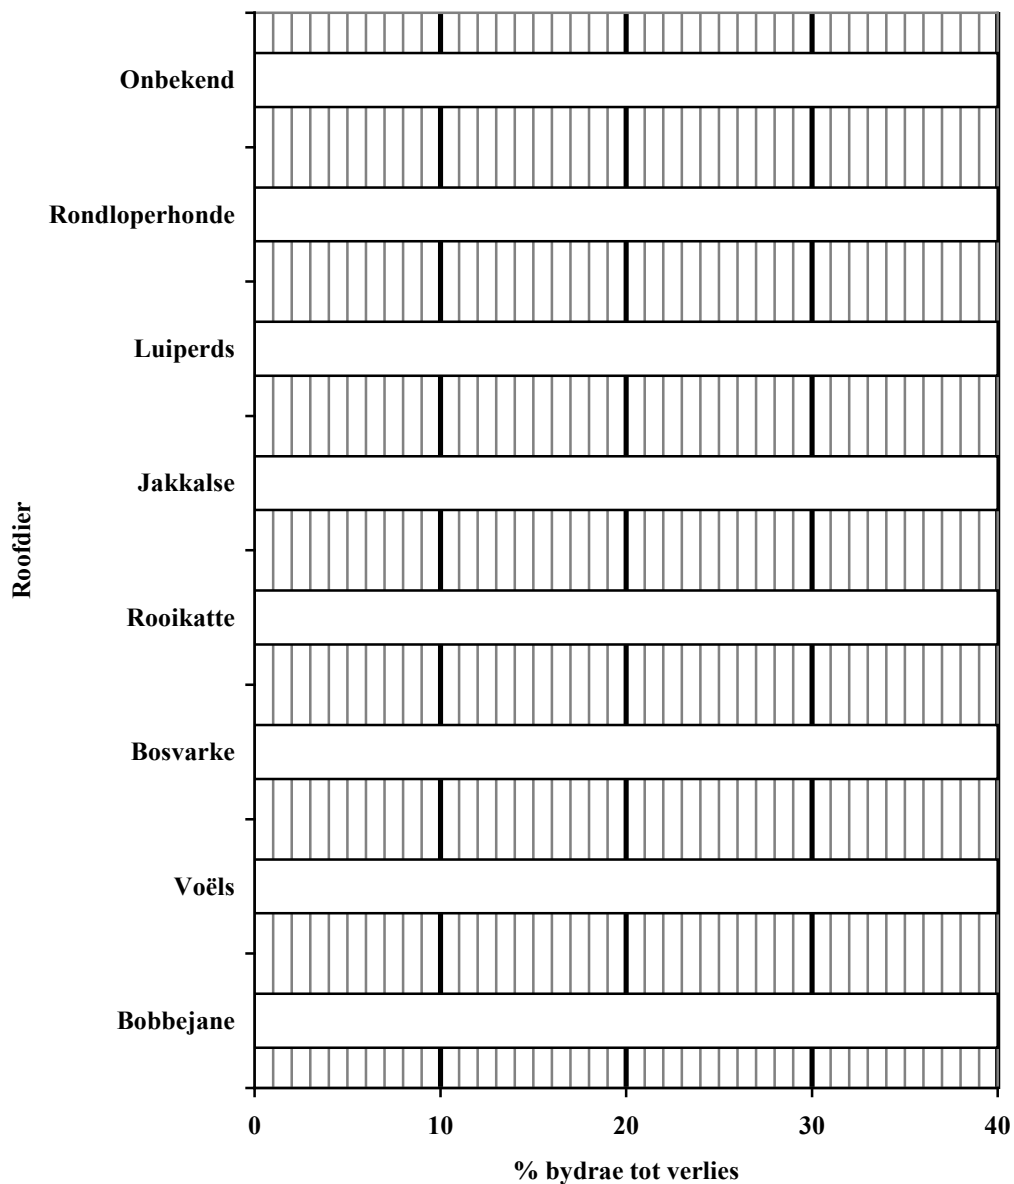 Onbekend
Rondloperhonde
Luiperds
Jakkalse
Roofdier
Rooikatte
Bosvarke
Voëls
Bobbejane
0 10 20 30 40
% bydrae tot verlies